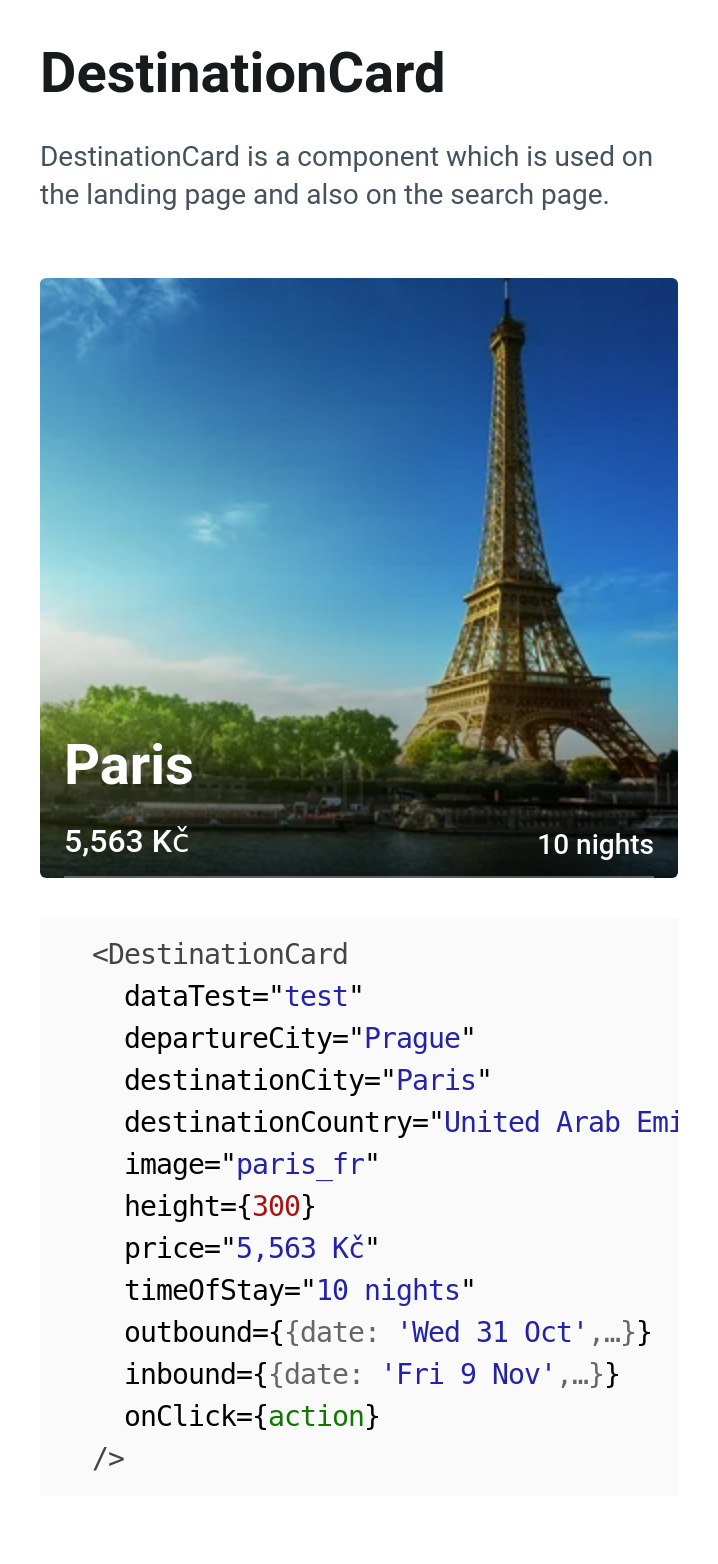 DestinationCard
DestinationCard is a component which is used on
the landing page and also on the search page.
Paris
5,563 Kč
10 nights
<DestinationCard
dataTest="test"
departureCity="Prague"
destinationCity="Paris"
destinationCountry="United Arab Emi
image="paris_fr"
height={300}
price="5,563 Kč"
timeOfStay="10 nights"
outbound={{date: 'Wed 31 Oct',…}}
inbound={{date: 'Fri 9 Nov',…}}
onClick={action}
/>